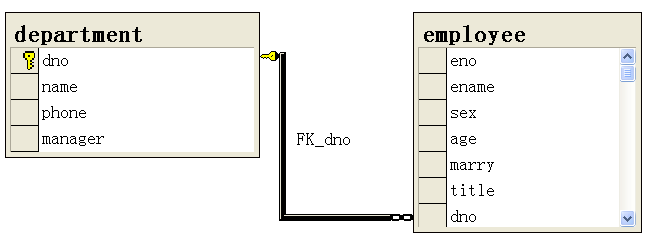 department
dno
name
phone
manager
FK_dno
employee
eno
ename
sex
age
marry
title
dno